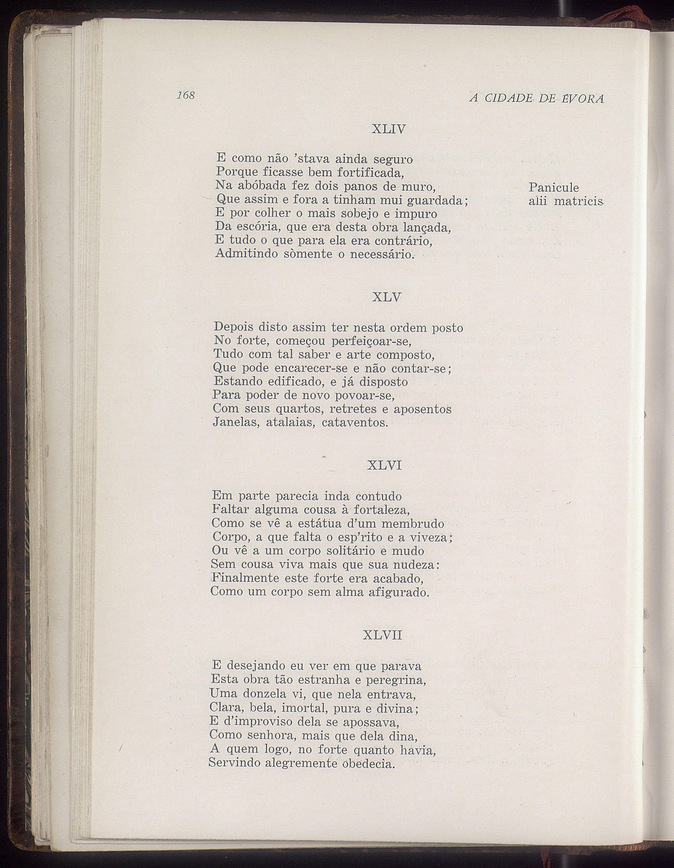 168
A CIDADE DE ÉVORA
XLIV
E como não 'stava ainda seguro
Porque ficasse bem fortificada,
Na abóbada fez dois panos de muro,
Que assim e fora a tinham mui guardada;
E por colher o mais sobejo e impuro
Da escória, que era desta obra lançada,
E tudo o que para ela era contrário,
Admitindo sòmente o necessário.
Panicule
alii matricis
XLV
Depois disto assim ter nesta ordem posto
No forte, começou perfeiçoar-se,
Tudo com tal saber e arte composto,
Que pode encarecer-se e não contar-se;
Estando edificado, e já disposto
Para poder de novo povoar-se,
Com seus quartos, retretes e aposentos
Janelas, atalaias, cataventos.
XLVI
Em parte parecia inda contudo
Faltar alguma cousa à fortaleza,
Como se vê a estátua d'um membrudo
Corpo, a que falta o esp'rito e a viveza;
Ou vê a um corpo solitário e mudo
Sem cousa viva mais que sua nudeza:
Finalmente este forte era acabado,
Como um corpo sem alma afigurado.
XLVII
E desejando eu ver em que parava
Esta obra tão estranha e peregrina,
Uma donzela vi, que nela entrava,
Clara, bela, imortal, pura e divina;
E d'improviso dela se apossava,
Como senhora, mais que dela dina,
A quem logo, no forte quanto havia,
Servindo alegremente obedecia.